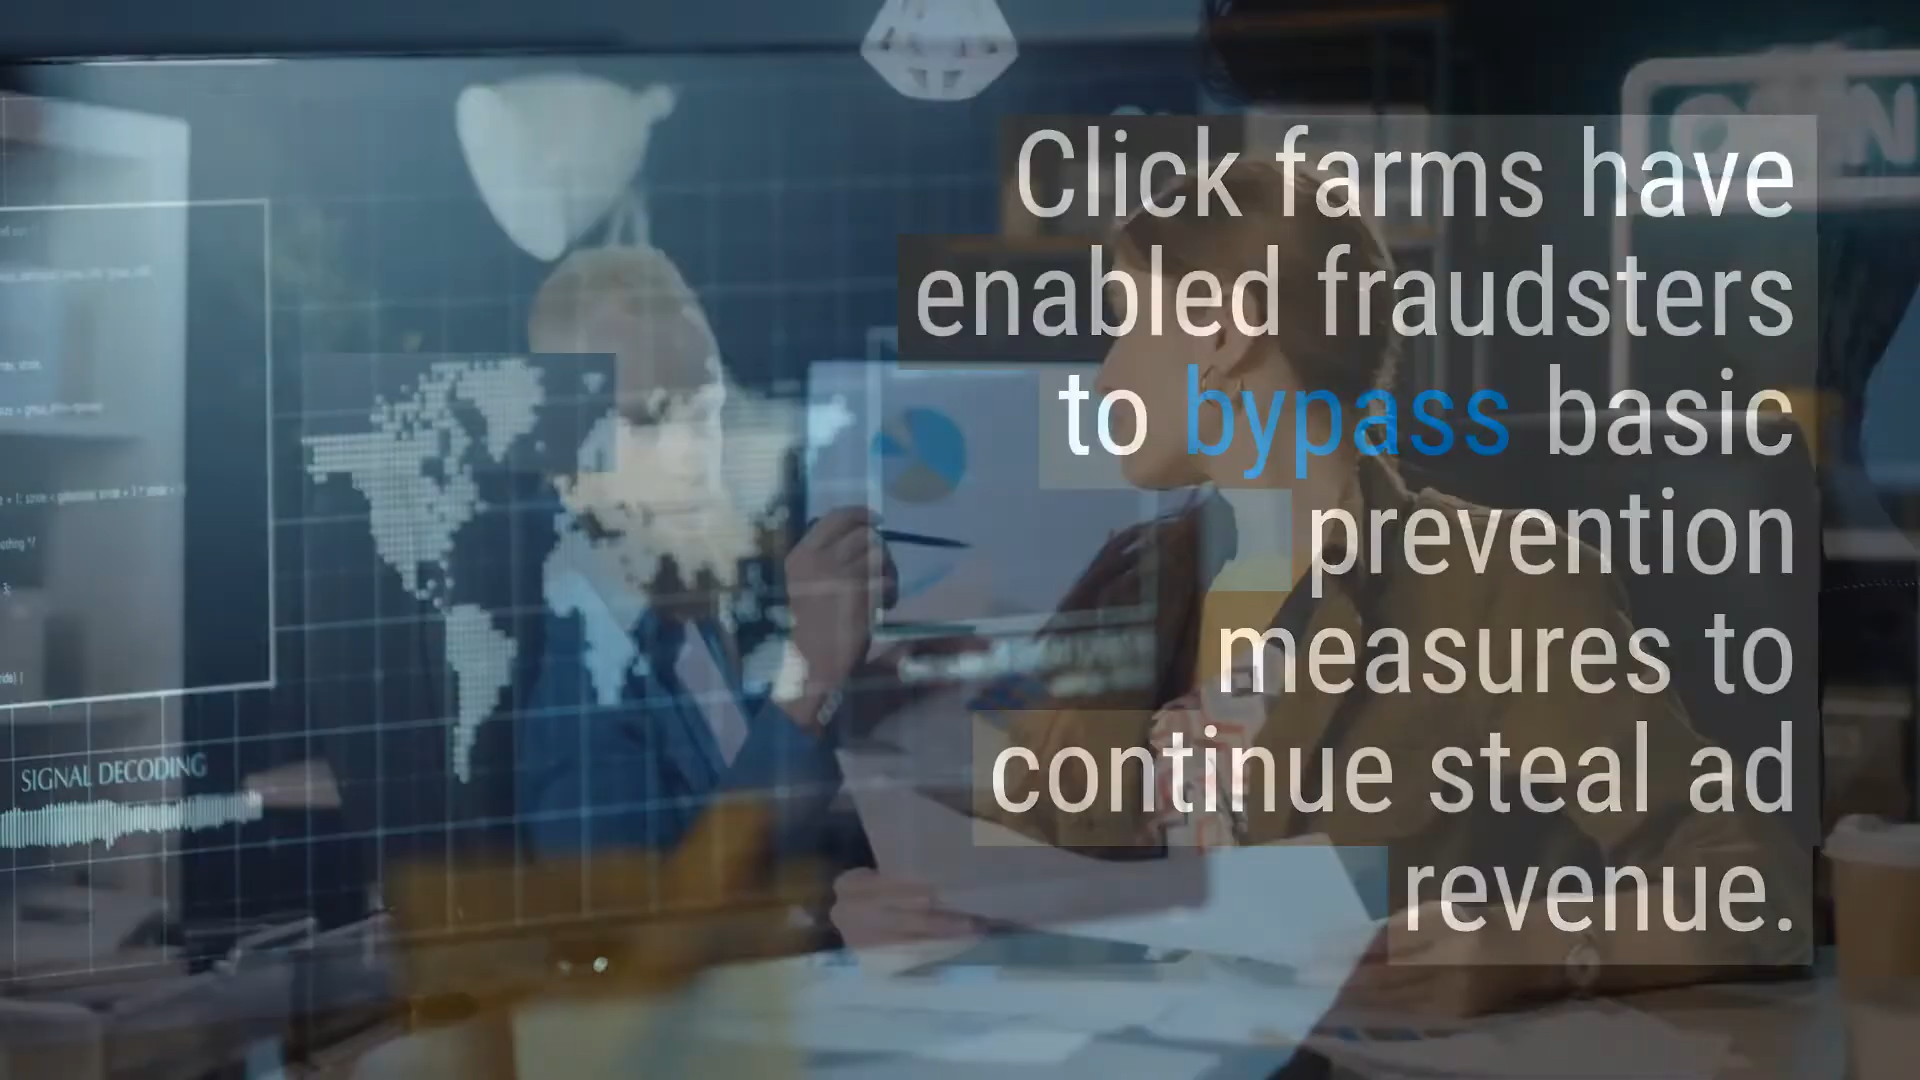 Click farms have
enabled fraudsters
to bypass basic
prevention
measures to
continue steal ad
revenue.
SIGNAL DECODING